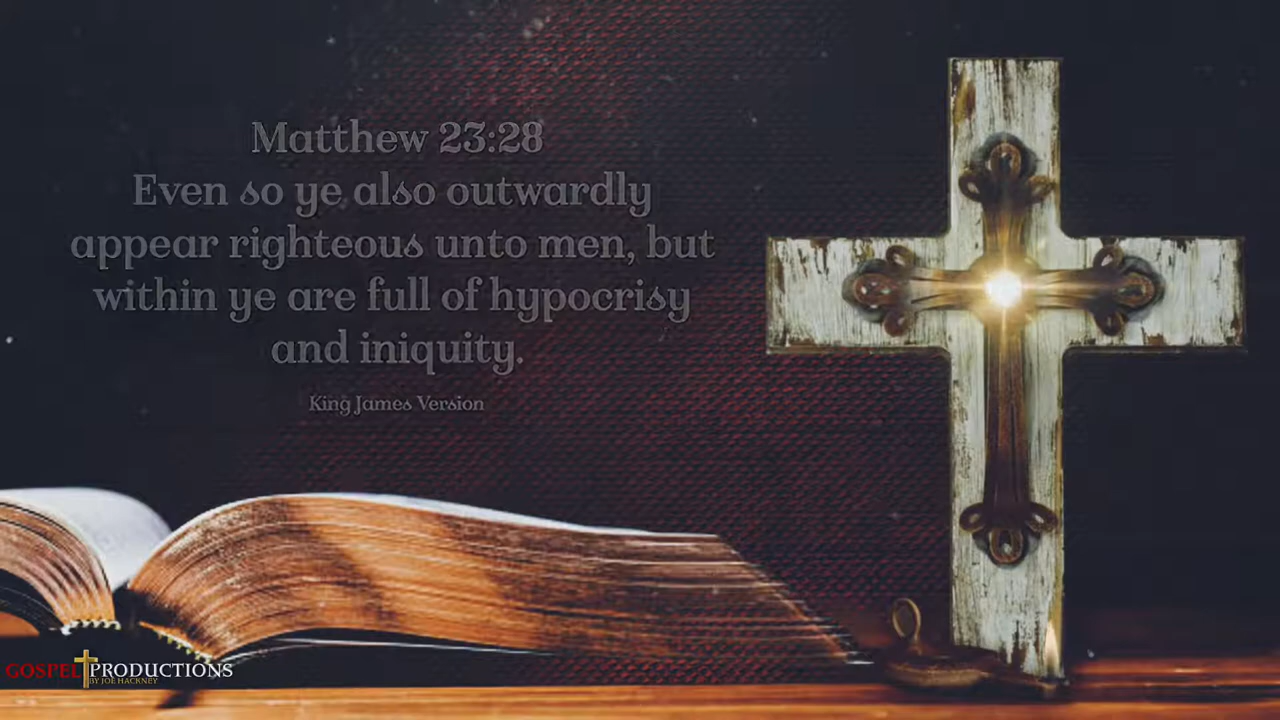 Matthew 23:28
Even so ye also outwardly
appear righteous unto men, but
within ye are full of hypocrisy
and iniquity.
King James Version
GOSPEL PRODUCTIONS
BY JOE HACKNEY